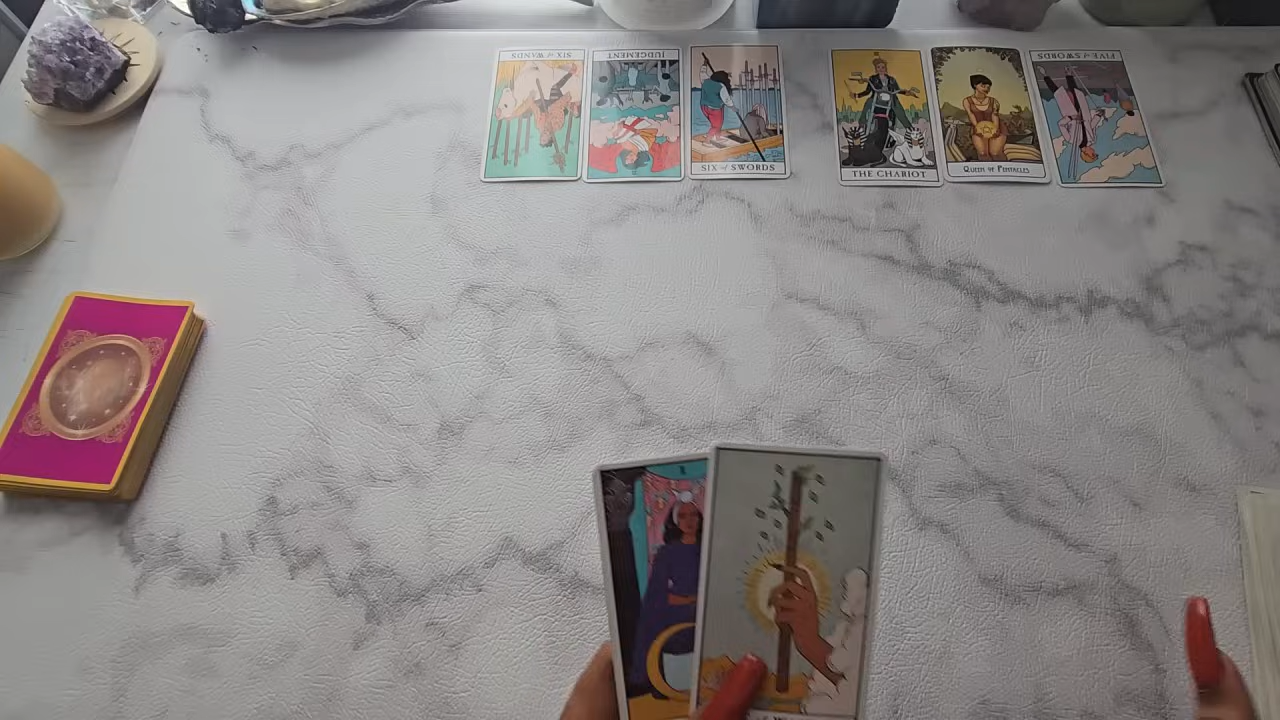 SIX of WANDS
JUDGEMENT
SIX of SWORDS
THE CHARIOT
QUEEN OF PENTACLES
FIVE of SWORDS